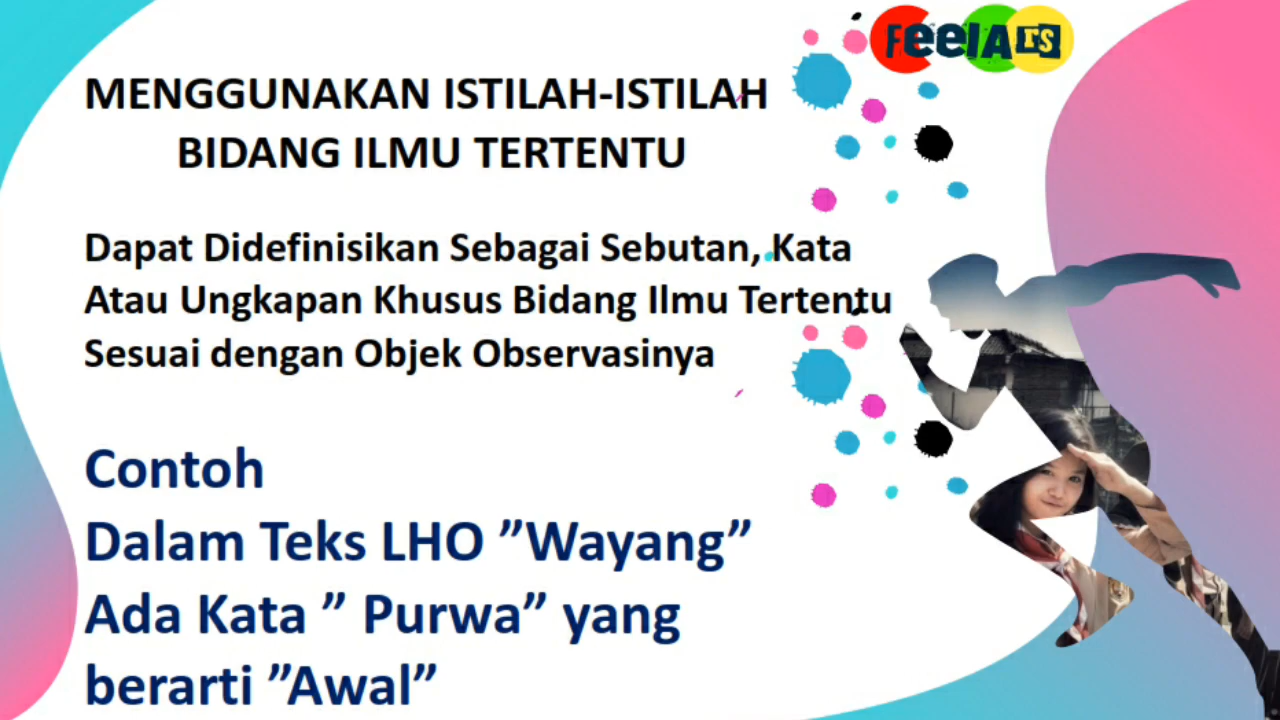 FeelArs
MENGGUNAKAN ISTILAH-ISTILAH
BIDANG ILMU TERTENTU
Dapat Didefinisikan Sebagai Sebutan, Kata
Atau Ungkapan Khusus Bidang Ilmu Tertentu
Sesuai dengan Objek Observasinya
Contoh
Dalam Teks LHO ”Wayang”
Ada Kata ” Purwa” yang
berarti ”Awal”